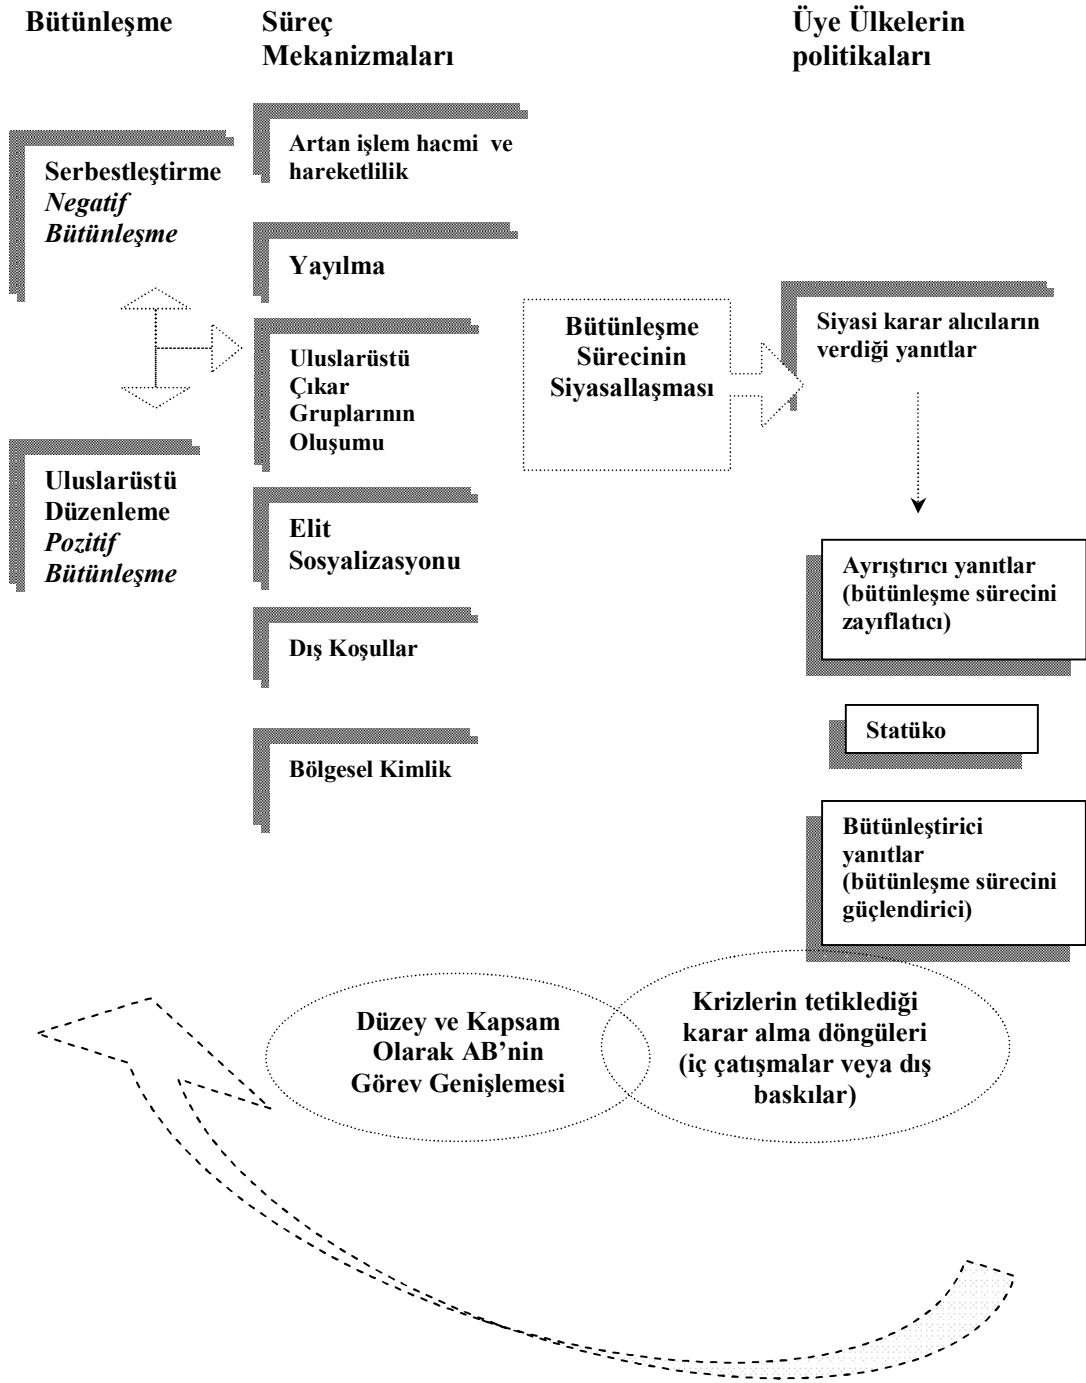 Bütünleşme
Süreç
Mekanizmaları
Üye Ülkelerin
politikaları
Serbestleştirme
Negatif
Bütünleşme
Uluslarüstü
Düzenleme
Pozitif
Bütünleşme
Artan işlem hacmi ve
hareketlilik
Yayılma
Uluslarüstü
Çıkar
Gruplarının
Oluşumu
Elit
Sosyalizasyonu
Dış Koşullar
Bölgesel Kimlik
Bütünleşme
Sürecinin
Siyasallaşması
Siyasi karar alıcıların
verdiği yanıtlar
Ayrıştırıcı yanıtlar
(bütünleşme sürecini
zayıflatıcı)
Statüko
Bütünleştirici
yanıtlar
(bütünleşme sürecini
güçlendirici)
Düzey ve Kapsam
Olarak AB’nin
Görev Genişlemesi
Krizlerin tetiklediği
karar alma döngüleri
(iç çatışmalar veya dış
baskılar)